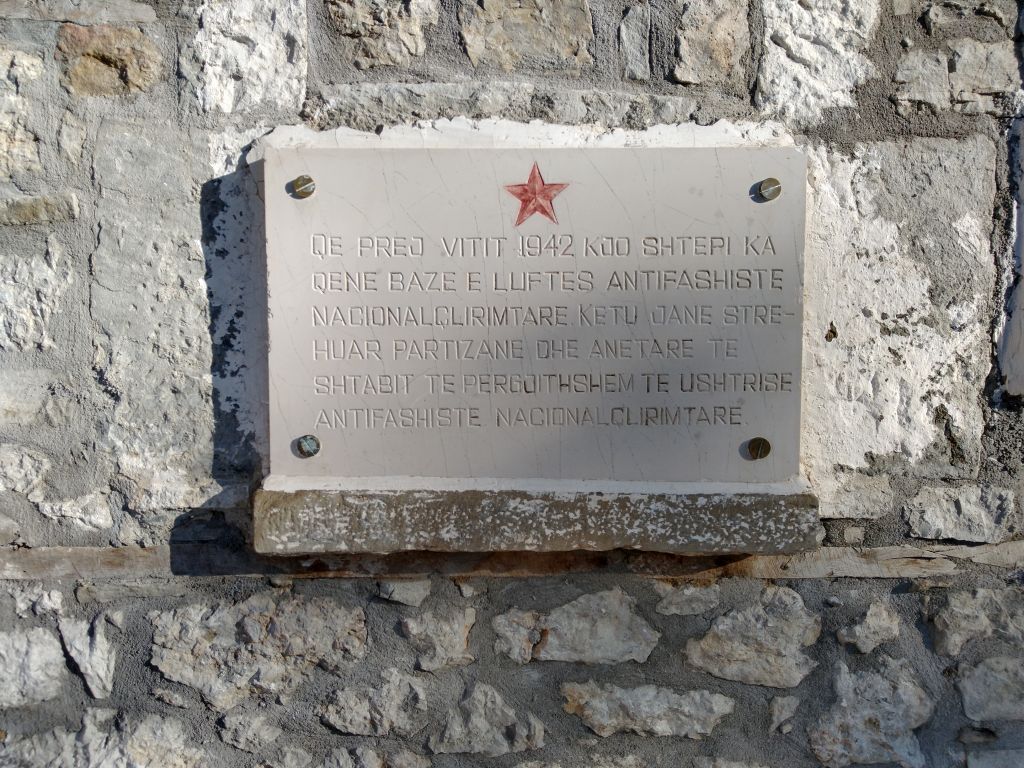 QE PREJ VITIT 1942 KJO SHTEPI KA
QENE BAZE E LUFTES ANTIFASHISTE
NACIONALÇLIRIMTARE. KETU JANE STRE-
HUAR PARTIZANE DHE ANETARE TE
SHTABIT TE PERGJITHSHEM TE USHTRISE
ANTIFASHISTE NACIONALÇLIRIMTARE.